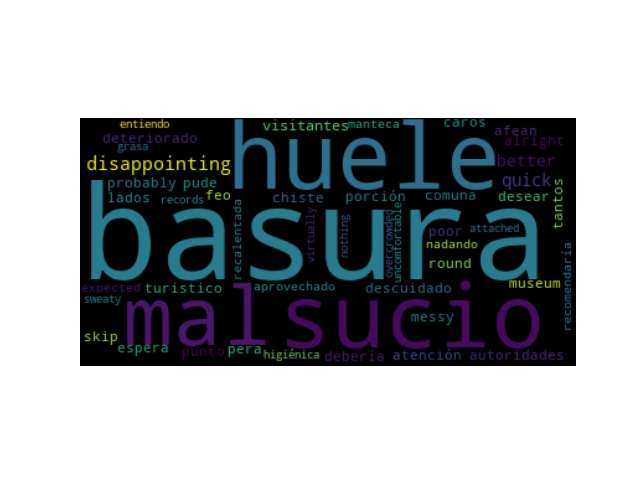 entiendo visitantes manteca caros
deteriorado huele afean
grasa alright
disappointing better
probably pude quick
lados records feo chiste porción comuna desear tantos
basura
recalentada virtually nothing overcrowded uncomfortable
poor attached
nadando
round
expected turistico aprovechado descuidado museum recomendaria
sweaty mal sucio
messy
skip
espera punto pera higiénica debería atención autoridades